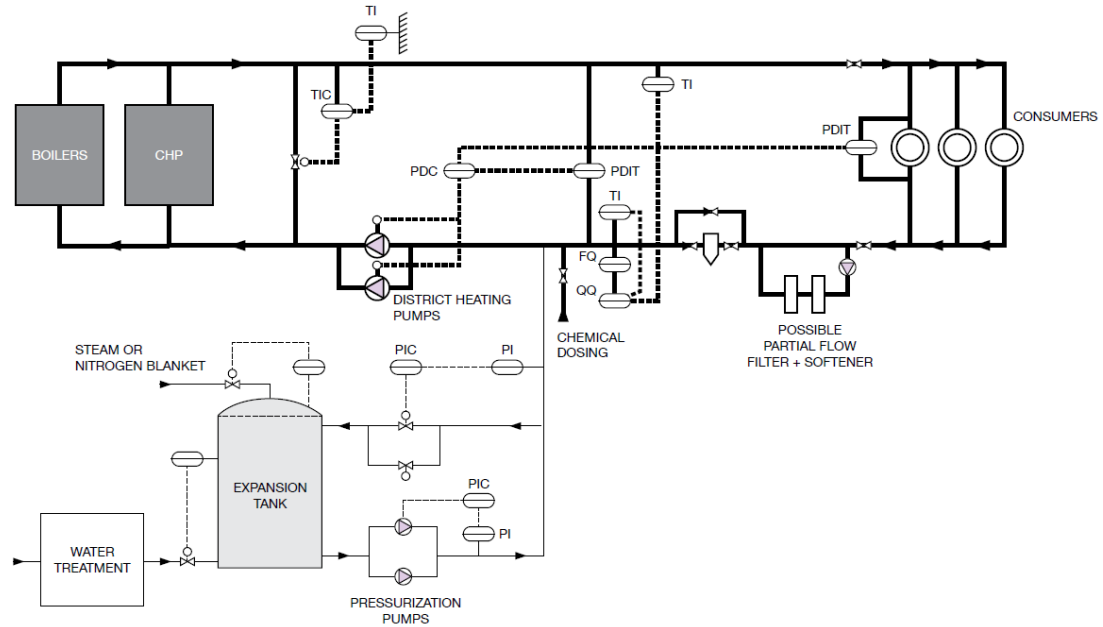 TI
TIC
TI
BOILERS
CHP
CONSUMERS
PDIT
PDC
PDIT
TI
FQ
QQ
DISTRICT HEATING
PUMPS
CHEMICAL
DOSING
POSSIBLE
PARTIAL FLOW
FILTER + SOFTENER
STEAM OR
NITROGEN BLANKET
PIC
PI
EXPANSION
TANK
PIC
PI
WATER
TREATMENT
PRESSURIZATION
PUMPS